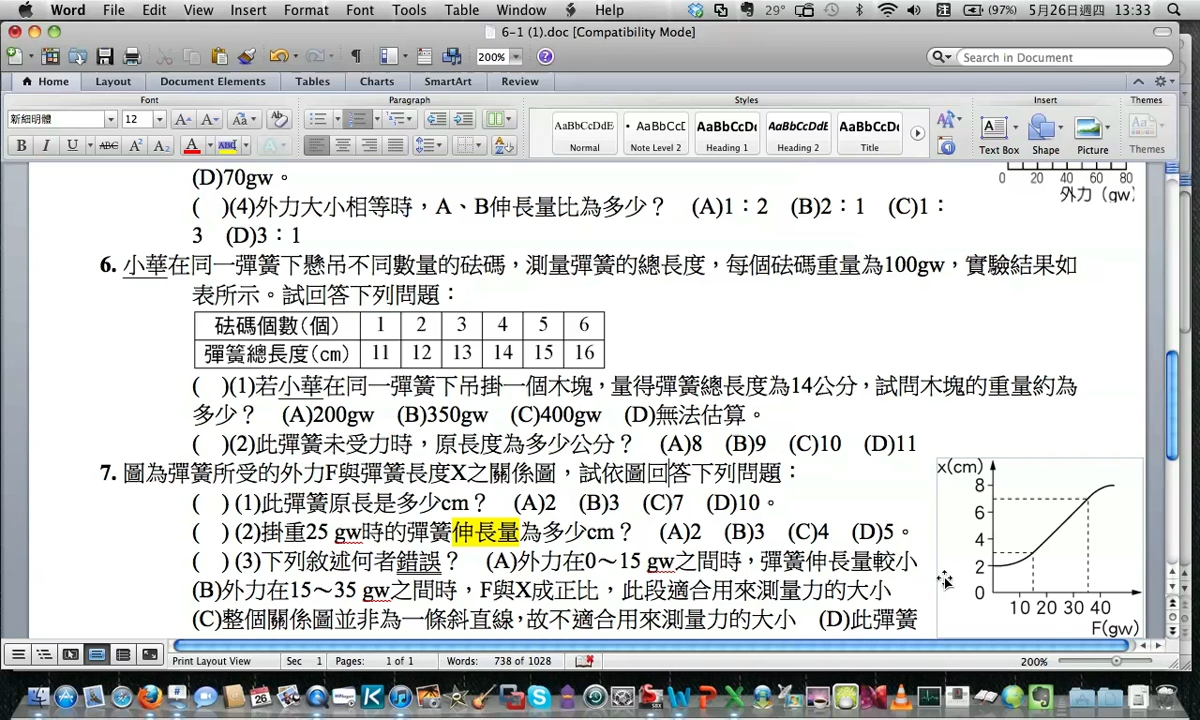 Word File Edit View Insert Format Font Tools Table Window Help 29° (97%) 5月26日週四 13:33
6-1 (1).doc [Compatibility Mode]
200% Search in Document
Home Layout Document Elements Tables Charts SmartArt Review
Font Paragraph Styles Insert Themes
新細明體 12
AaBbCcDdE AaBbCcD AaBbCcDc AaBbCcDdE AaBbCcDc
Normal Note Level 2 Heading 1 Heading 2 Title Text Box Shape Picture Themes
(D)70gw。
0 20 40 60 80
外力 (gw)
( )(4)外力大小相等時，A、B伸長量比為多少？ (A)1：2 (B)2：1 (C)1：
3 (D)3：1
6. 小華在同一彈簧下懸吊不同數量的砝碼，測量彈簧的總長度，每個砝碼重量為100gw，實驗結果如
表所示。試回答下列問題：
砝碼個數(個) 1 2 3 4 5 6
彈簧總長度(cm) 11 12 13 14 15 16
( )(1)若小華在同一彈簧下吊掛一個木塊，量得彈簧總長度為14公分，試問木塊的重量約為
多少？ (A)200gw (B)350gw (C)400gw (D)無法估算。
( )(2)此彈簧未受力時，原長度為多少公分？ (A)8 (B)9 (C)10 (D)11
7. 圖為彈簧所受的外力F與彈簧長度X之關係圖，試依圖回答下列問題：
( ) (1)此彈簧原長是多少cm？ (A)2 (B)3 (C)7 (D)10。
( ) (2)掛重25 gw時的彈簧伸長量為多少cm？ (A)2 (B)3 (C)4 (D)5。
( ) (3)下列敘述何者錯誤？ (A)外力在0～15 gw之間時，彈簧伸長量較小
(B)外力在15～35 gw之間時，F與X成正比，此段適合用來測量力的大小
(C)整個關係圖並非為一條斜直線，故不適合用來測量力的大小 (D)此彈簧
x(cm)
8
6
4
2
0
10 20 30 40
F(gw)
Print Layout View Sec 1 Pages: 1 of 1 Words: 738 of 1028 200%